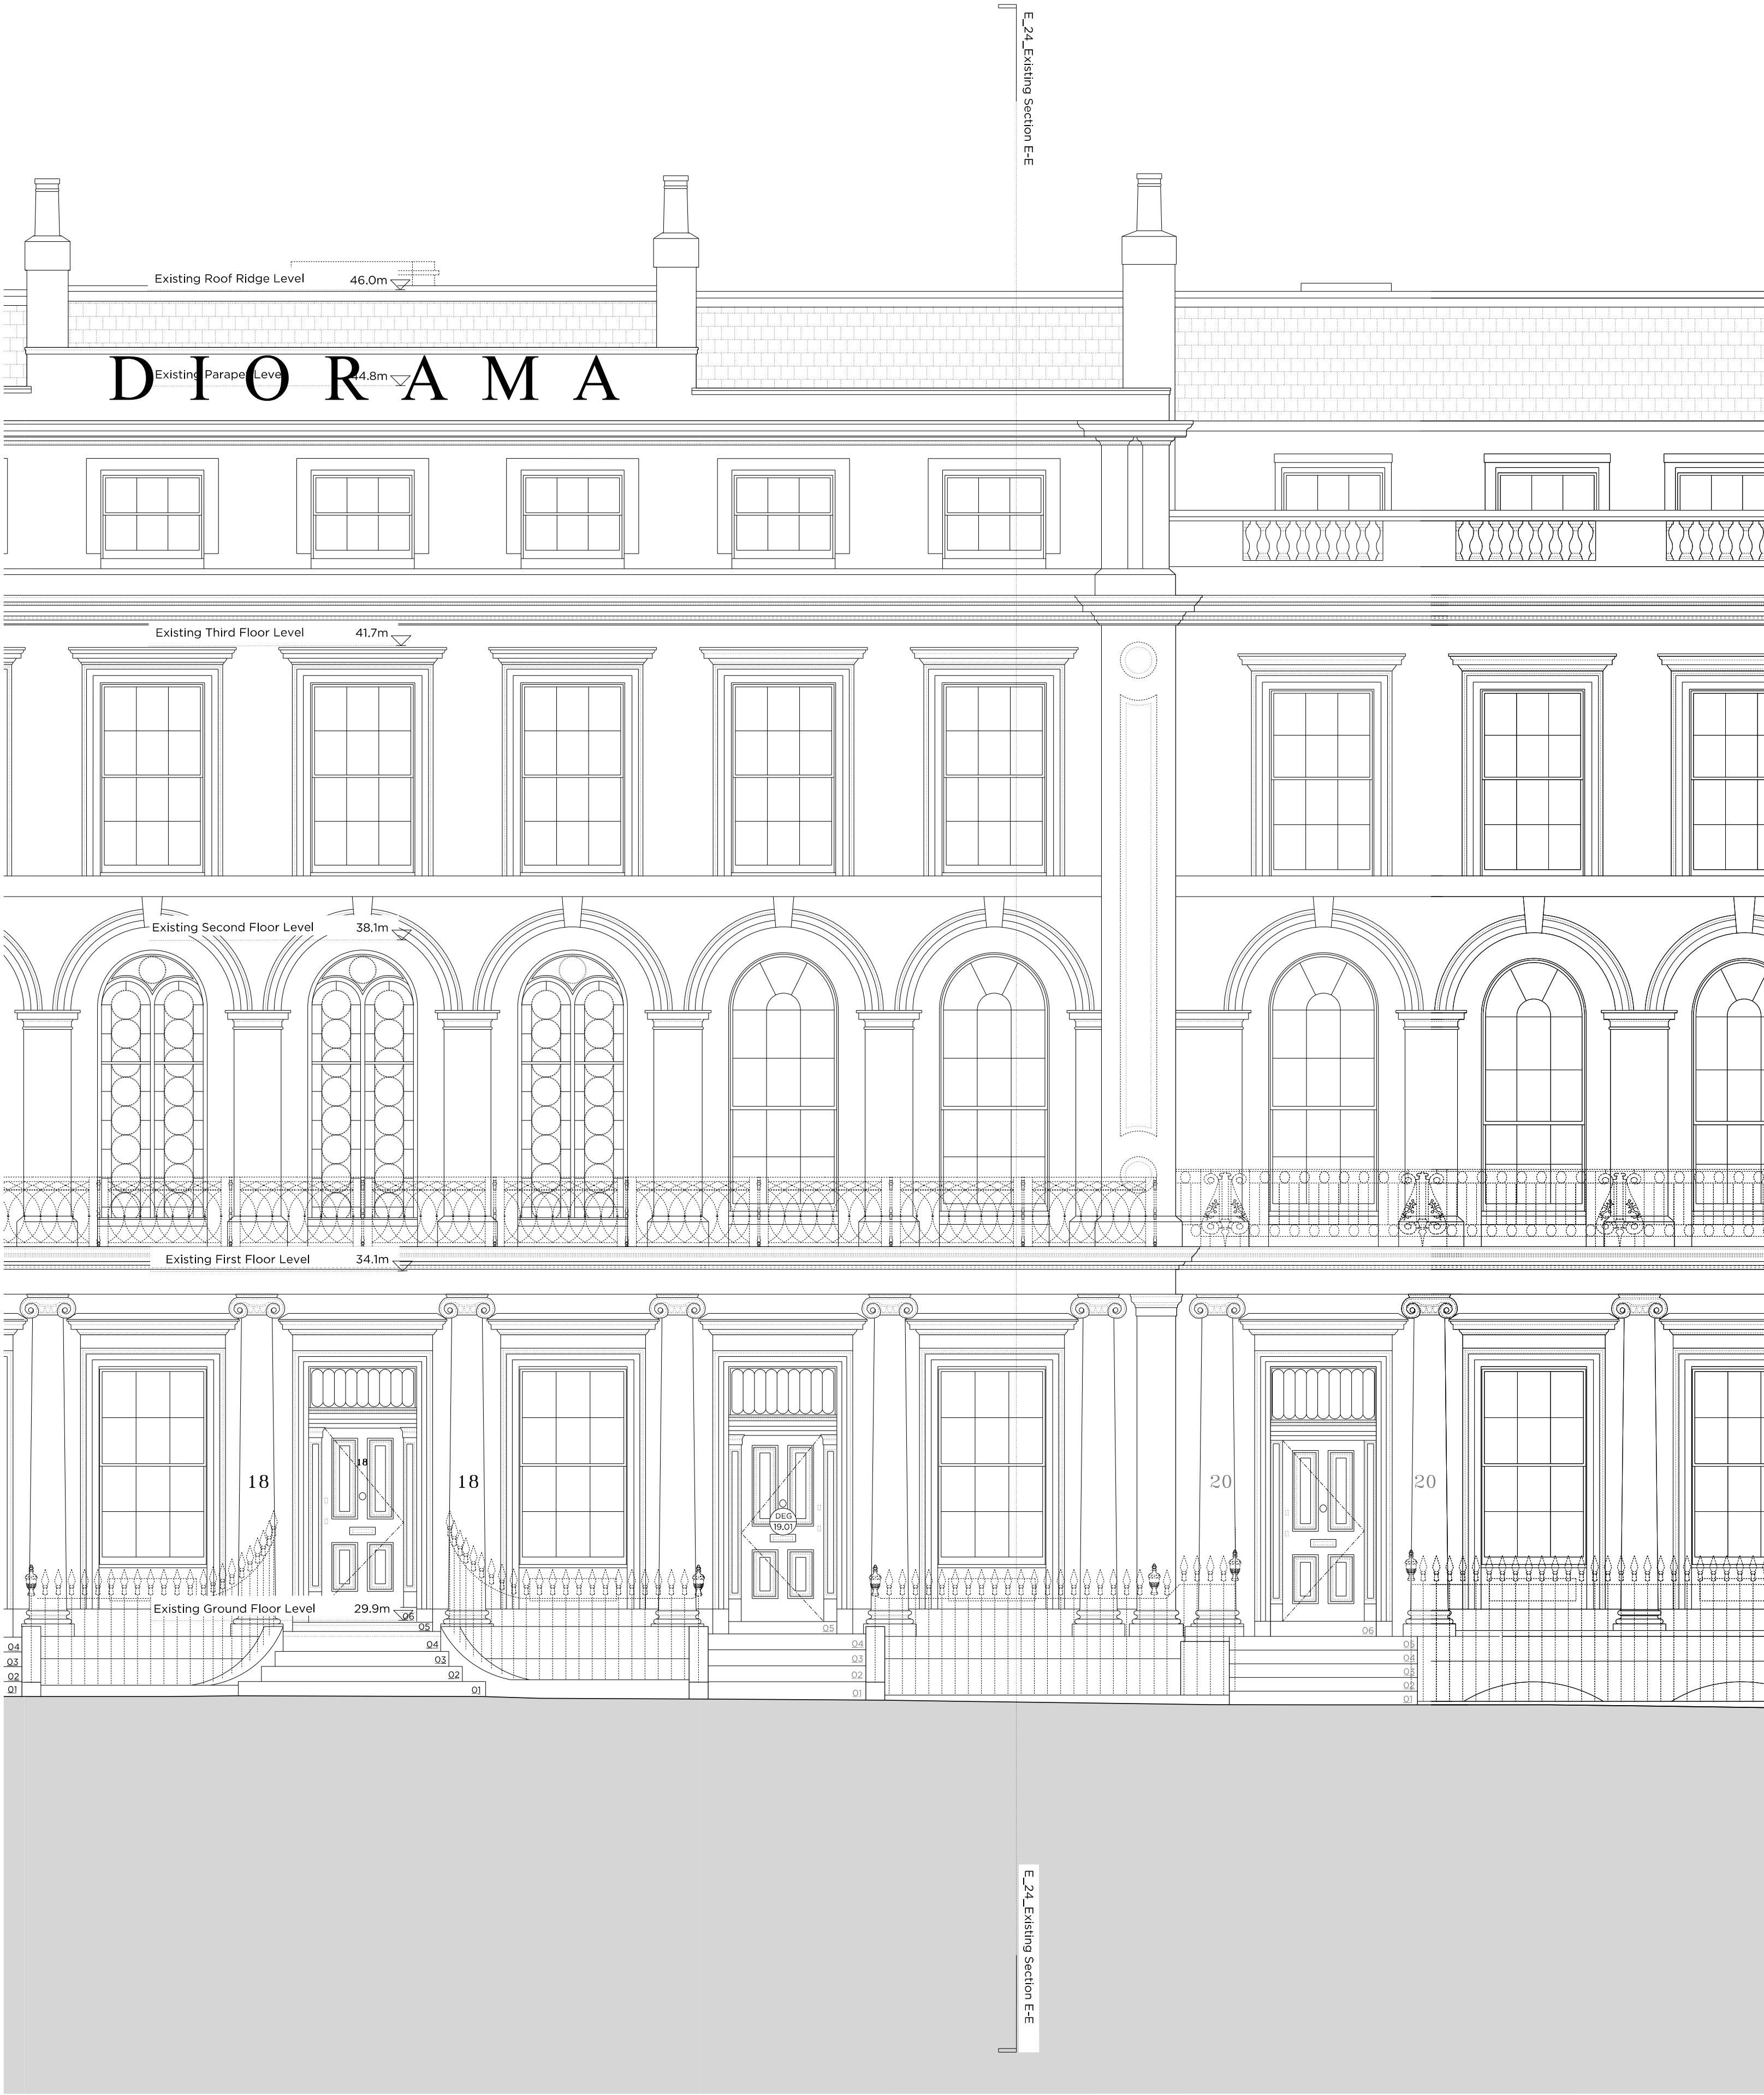 E_24_Existing Section E-E
Existing Roof Ridge Level 46.0m
DIORAMA
Existing Parapet Level 44.8m
Existing Third Floor Level 41.7m
Existing Second Floor Level 38.1m
Existing First Floor Level 34.1m
18
18
18
DEG
19.01
20
20
Existing Ground Floor Level 29.9m
06
05
04
03
02
01
04
03
02
01
05
04
03
02
01
06
05
04
03
02
01
E_24_Existing Section E-E